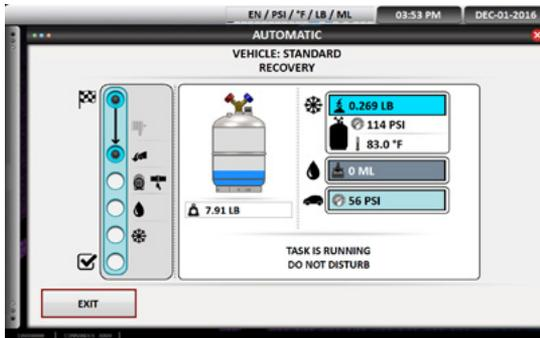 EN / PSI / °F / LB / ML
03:53 PM
DEC-01-2016
AUTOMATIC
VEHICLE: STANDARD
RECOVERY
0.269 LB
114 PSI
83.0 °F
0 ML
7.91 LB
56 PSI
TASK IS RUNNING
DO NOT DISTURB
EXIT